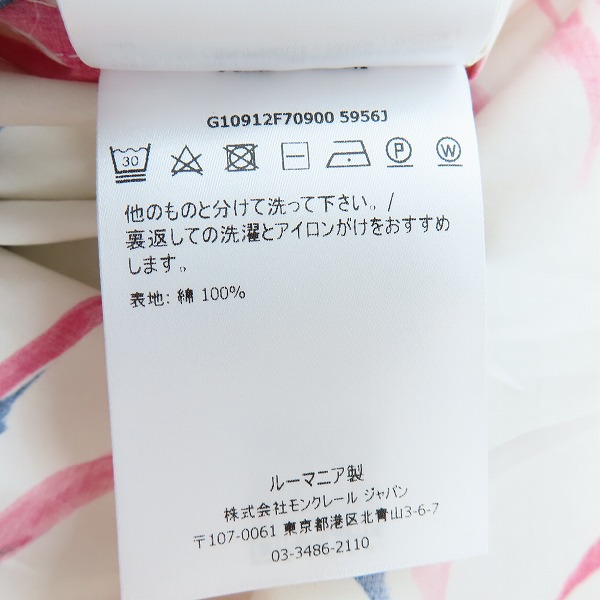 G10912F70900 5956J
30 P W
他のものと分けて洗って下さい。/
裏返しての洗濯とアイロンがけをおすすめ
します。
表地: 綿 100%
ルーマニア製
株式会社モンクレール ジャパン
〒107-0061 東京都港区北青山3-6-7
03-3486-2110